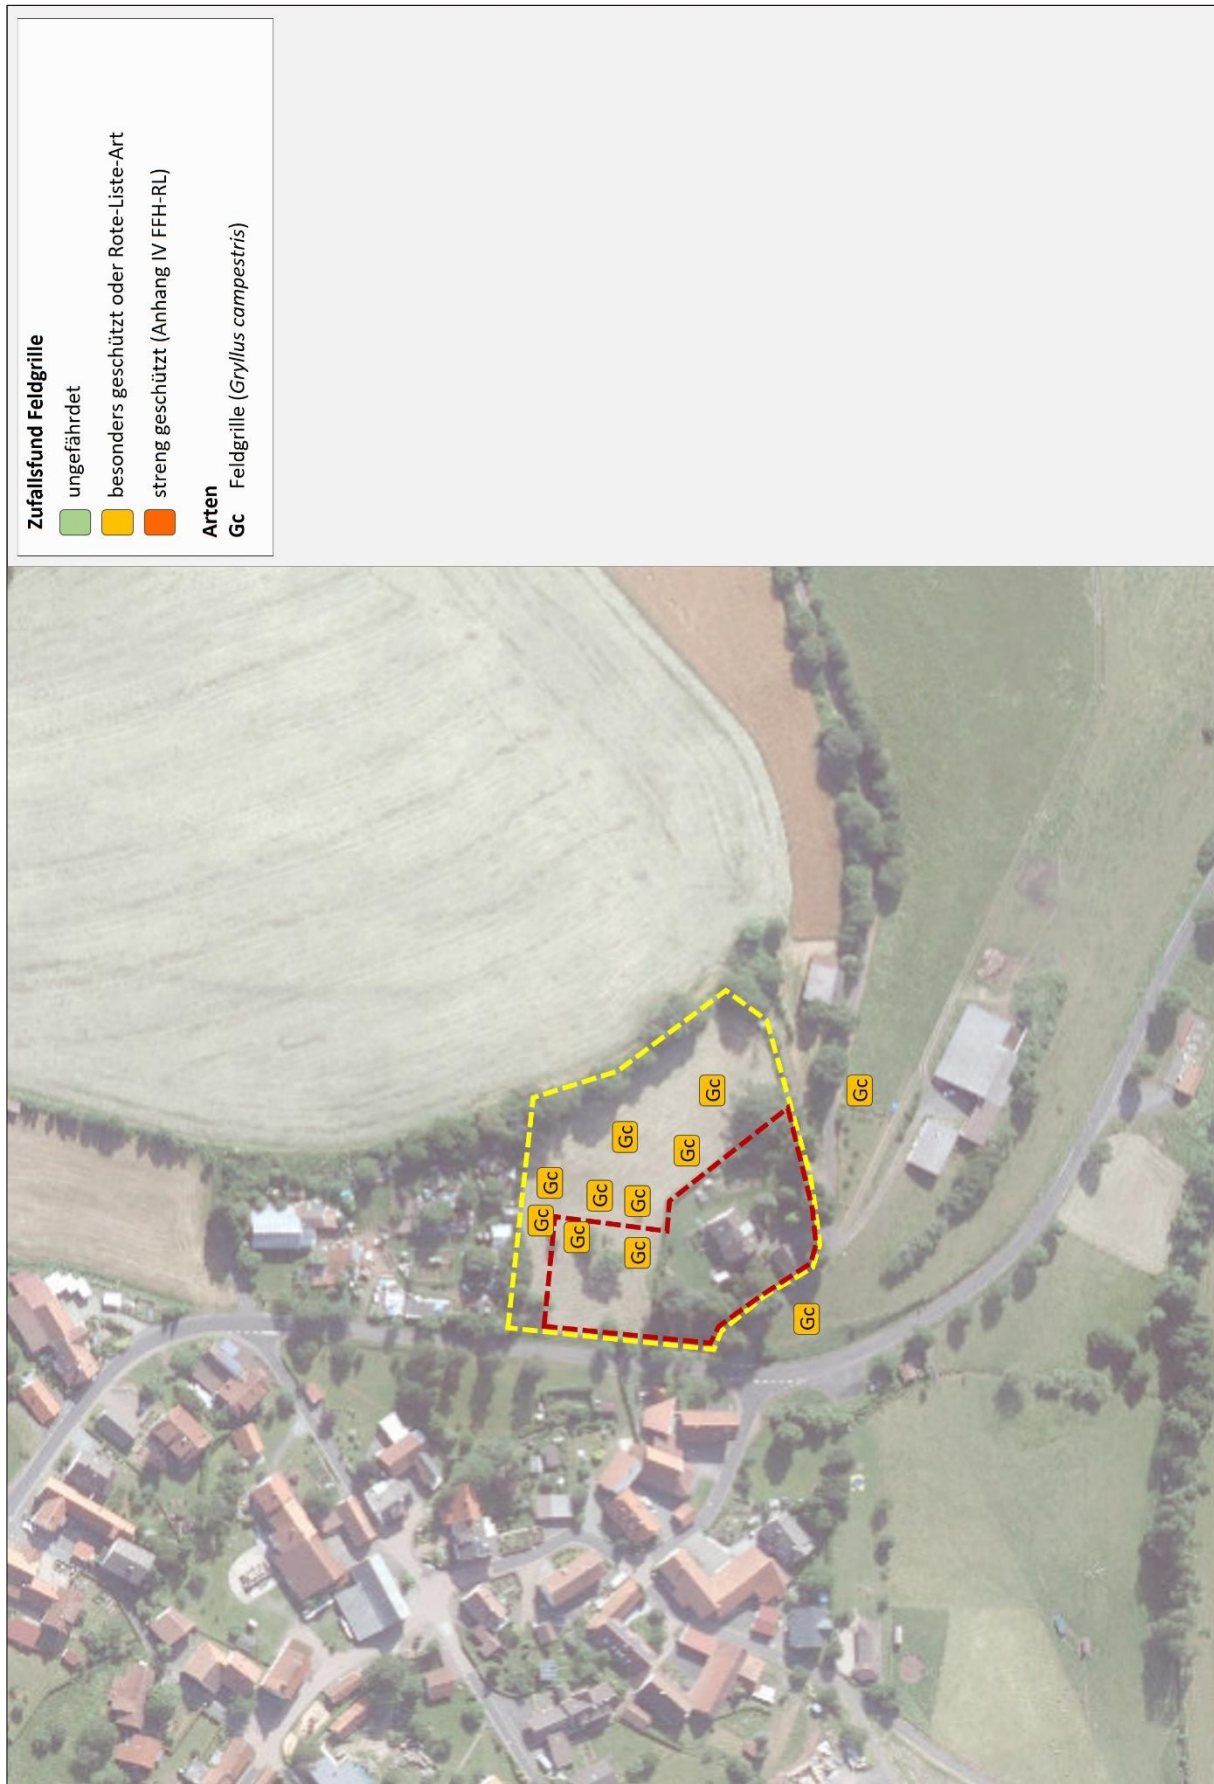 Zufallsfund Feldgrille
ungefährdet
besonders geschützt oder Rote-Liste-Art
streng geschützt (Anhang IV FFH-RL)
Arten
Gc Feldgrille (Gryllus campestris)
Gc
Gc
Gc
Gc
Gc
Gc
Gc
Gc
Gc
Gc
Gc